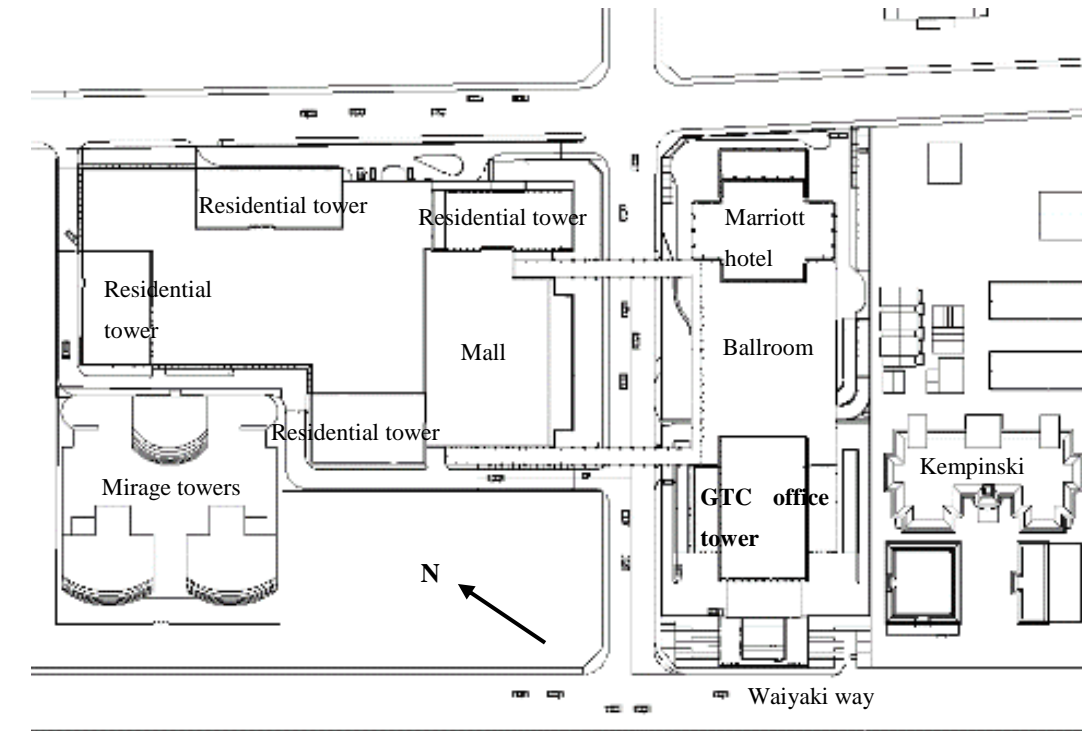 Residential tower
Residential tower
Marriott
hotel
Residential
tower
Mall
Ballroom
Residential tower
Kempinski
Mirage towers
GTC office
tower
N
Waiyaki way